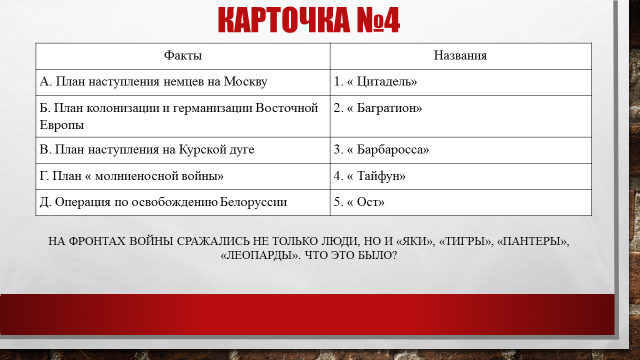 КАРТОЧКА №4
Факты Названия
А. План наступления немцев на Москву 1. « Цитадель»
Б. План колонизации и германизации Восточной 2. « Багратион»
Европы
В. План наступления на Курской дуге 3. « Барбаросса»
Г. План « молниеносной войны» 4. « Тайфун»
Д. Операция по освобождению Белоруссии 5. « Ост»
НА ФРОНТАХ ВОЙНЫ СРАЖАЛИСЬ НЕ ТОЛЬКО ЛЮДИ, НО И «ЯКИ», «ТИГРЫ», «ПАНТЕРЫ»,
«ЛЕОПАРДЫ». ЧТО ЭТО БЫЛО?